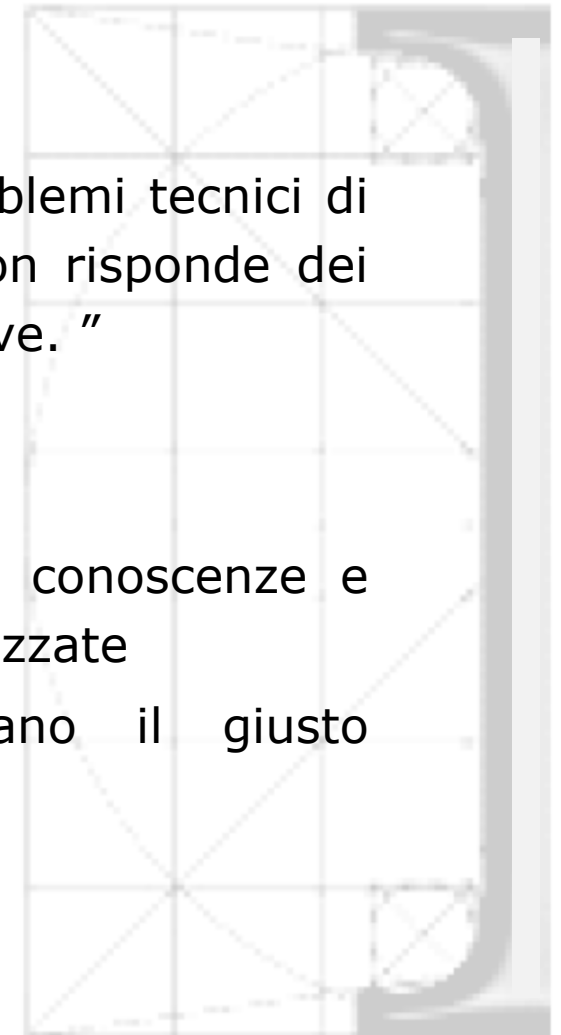 blemi tecnici di
on risponde dei
ve. ”
conoscenze e
zzate
ano il giusto